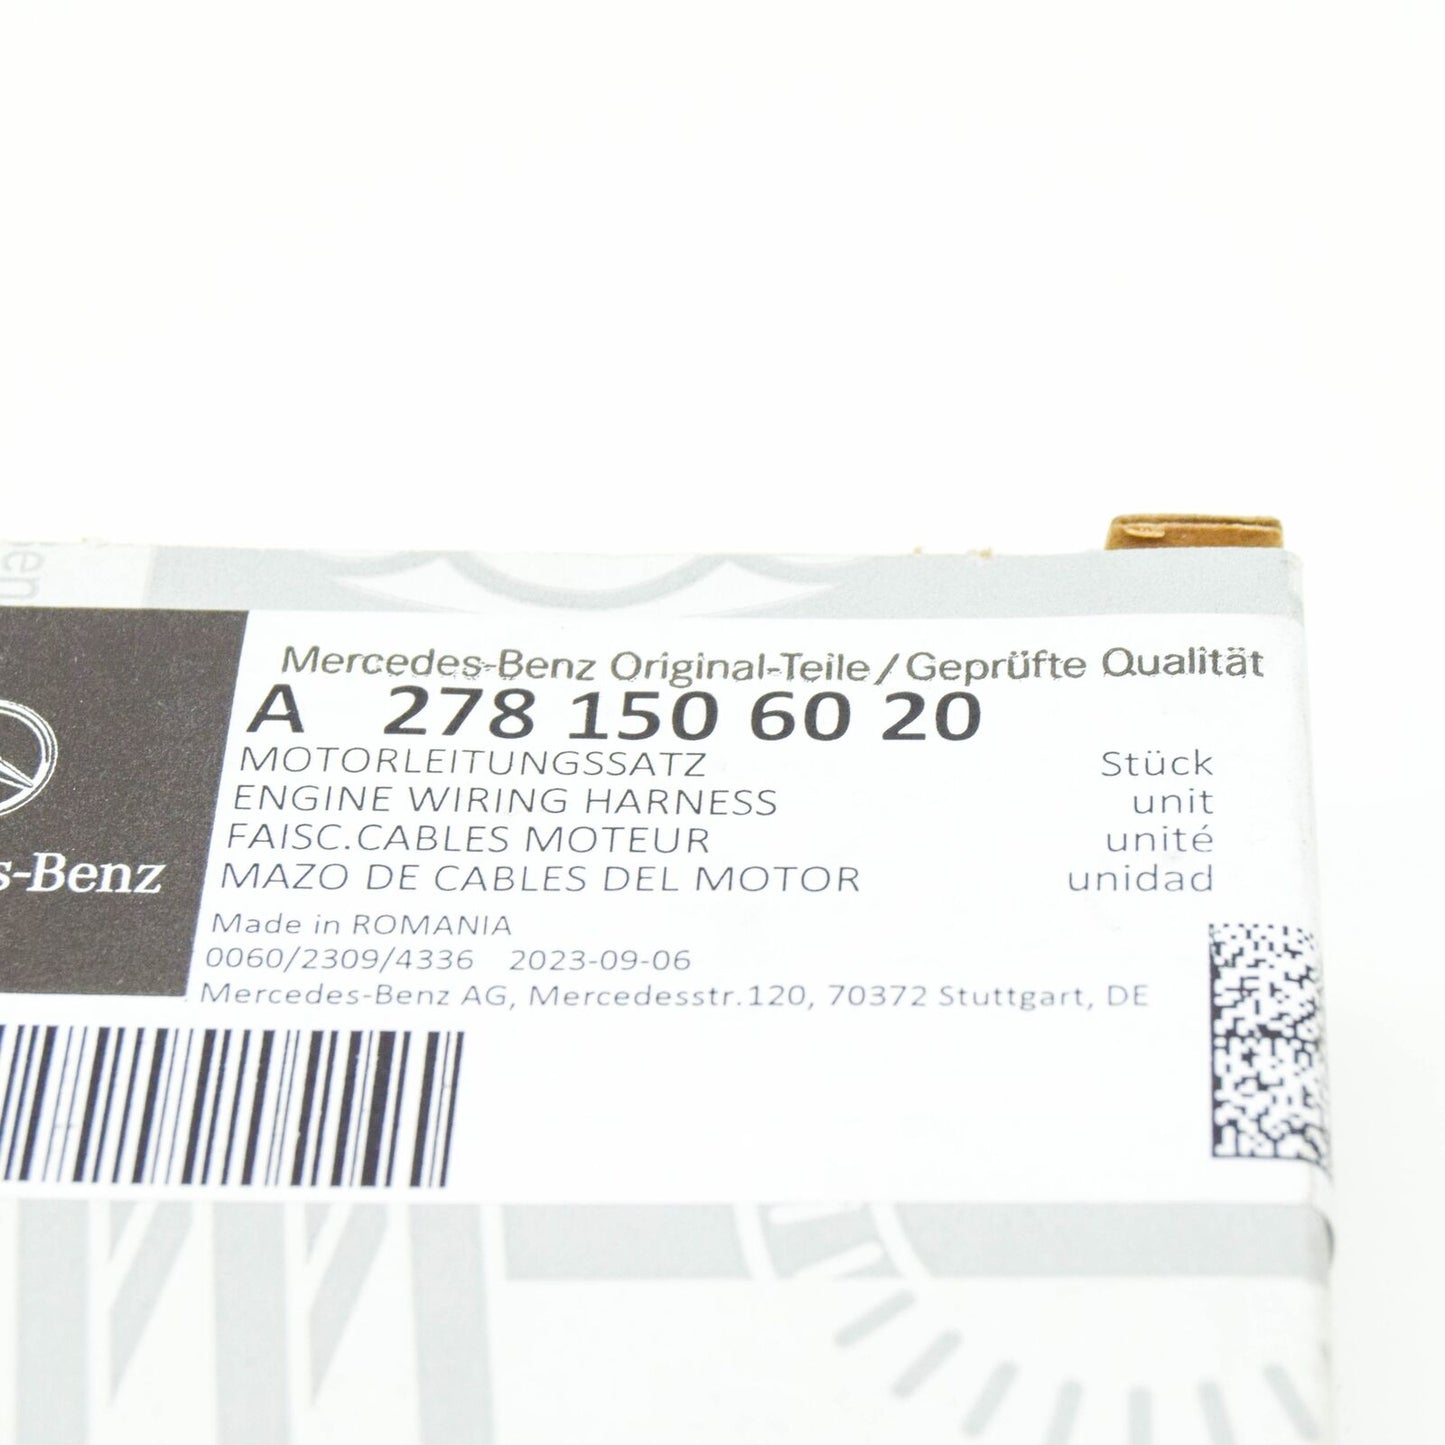 en
Mercedes-Benz Original-Teile/Geprüfte Qualität
A 278 150 60 20
MOTORLEITUNGSSATZ Stück
ENGINE WIRING HARNESS unit
FAISC.CABLES MOTEUR unité
MAZO DE CABLES DEL MOTOR unidad
s-Benz
Made in ROMANIA
0060/2309/4336 2023-09-06
Mercedes-Benz AG, Mercedesstr.120, 70372 Stuttgart, DE